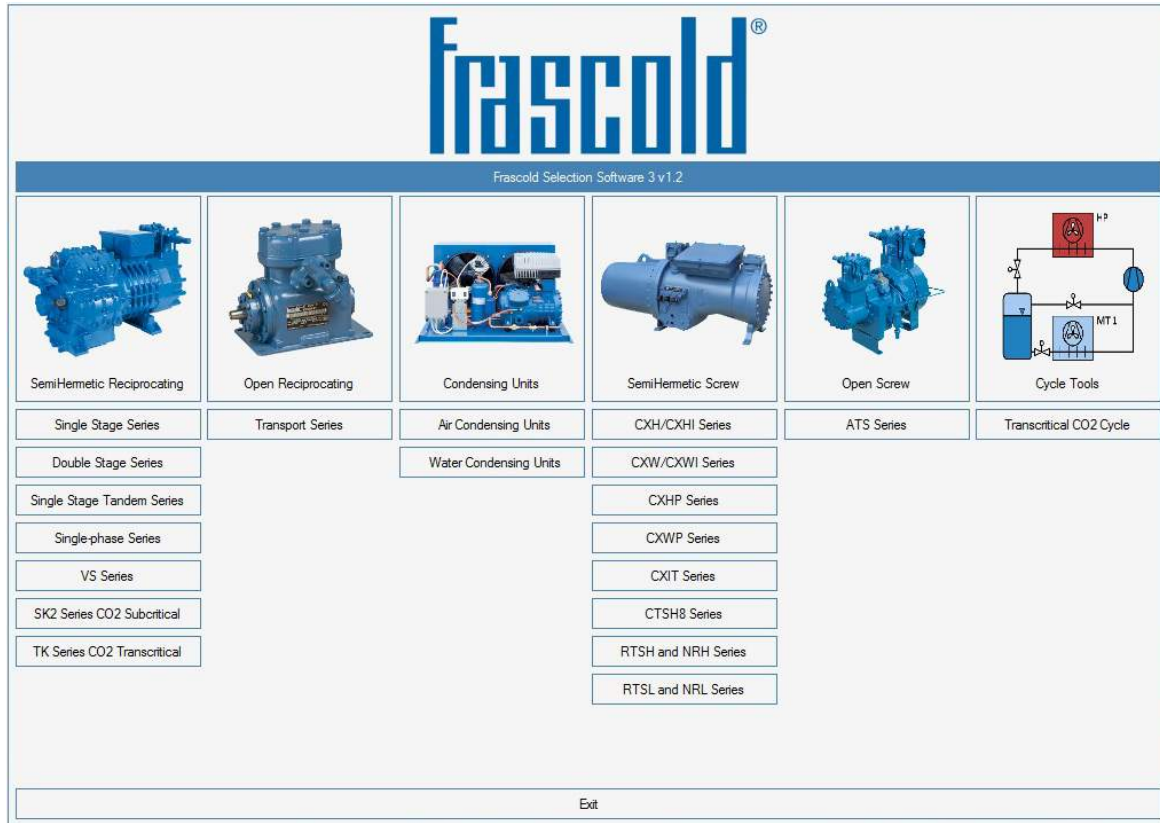 Frascold®
Frascold Selection Software 3 v1.2
HP
MT1
SemiHermetic Reciprocating
Open Reciprocating
Condensing Units
SemiHermetic Screw
Open Screw
Cycle Tools
Single Stage Series
Transport Series
Air Condensing Units
CXH/CXHI Series
ATS Series
Transcritical CO2 Cycle
Double Stage Series
Water Condensing Units
CXW/CXWI Series
Single Stage Tandem Series
CXHP Series
Single-phase Series
CXWP Series
VS Series
CXIT Series
SK2 Series CO2 Subcritical
CTSH8 Series
TK Series CO2 Transcritical
RTSH and NRH Series
RTSL and NRL Series
Exit